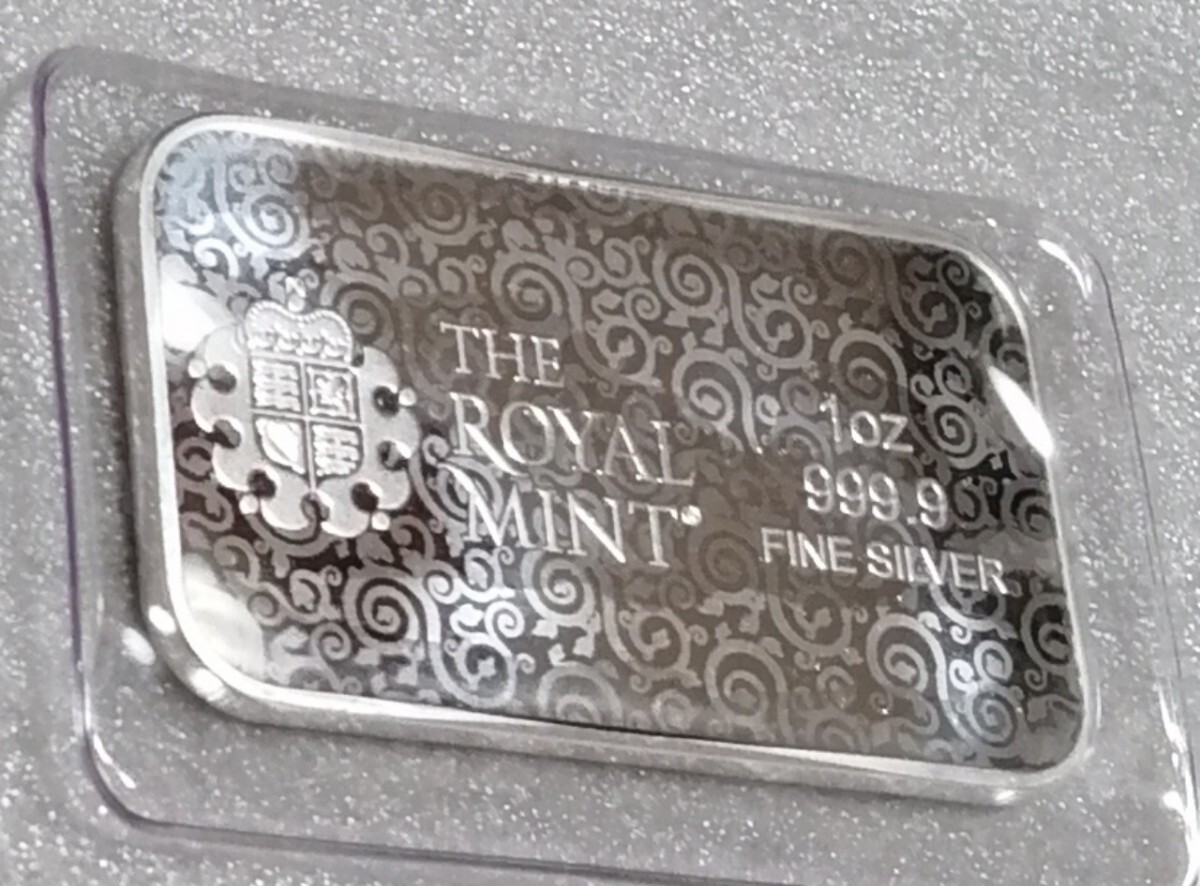 THE
ROYAL
MINT®
1oz
999.9
FINE SILVER